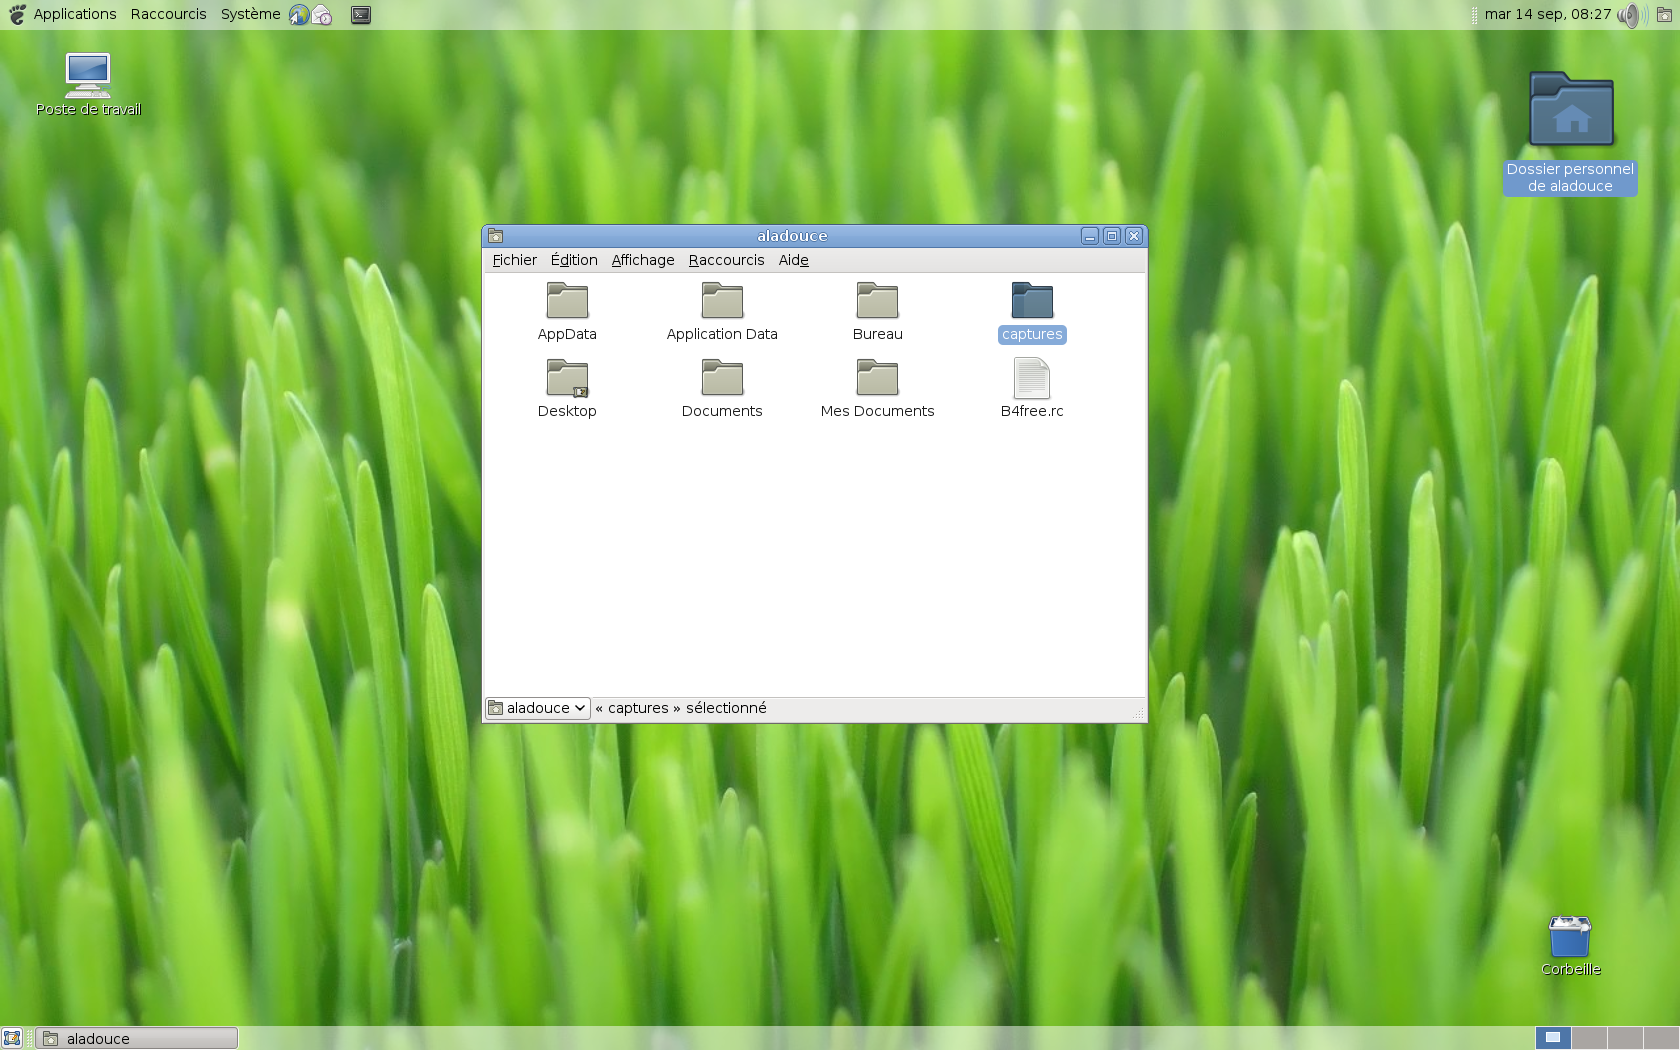 Applications Raccourcis Système
mar 14 sep, 08:27
Poste de travail
Dossier personnel
de aladouce
aladouce
Fichier Édition Affichage Raccourcis Aide
AppData Application Data Bureau captures
Desktop Documents Mes Documents B4free.rc
aladouce « captures » sélectionné
Corbeille
aladouce